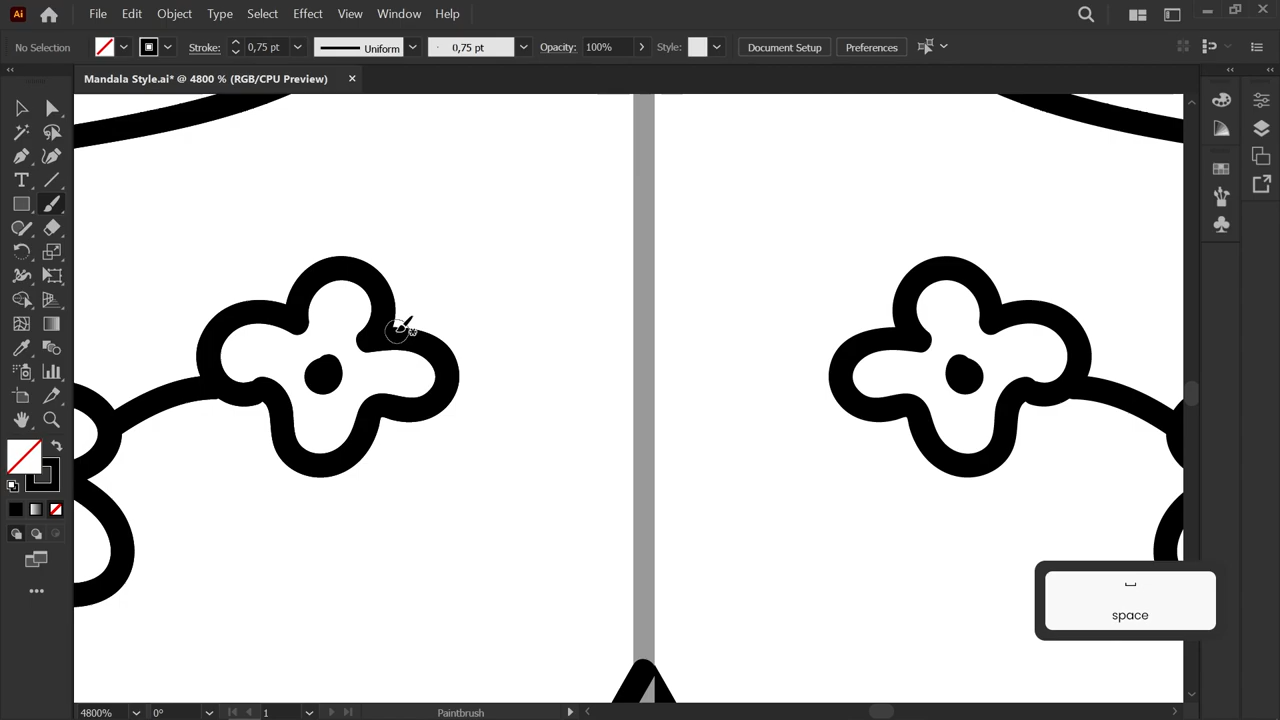 Ai File Edit Object Type Select Effect View Window Help
No Selection Stroke: 0,75 pt Uniform 0,75 pt Opacity: 100% Style: Document Setup Preferences
Mandala Style.ai* @ 4800 % (RGB/CPU Preview)
space
4800% 0° 1 Paintbrush